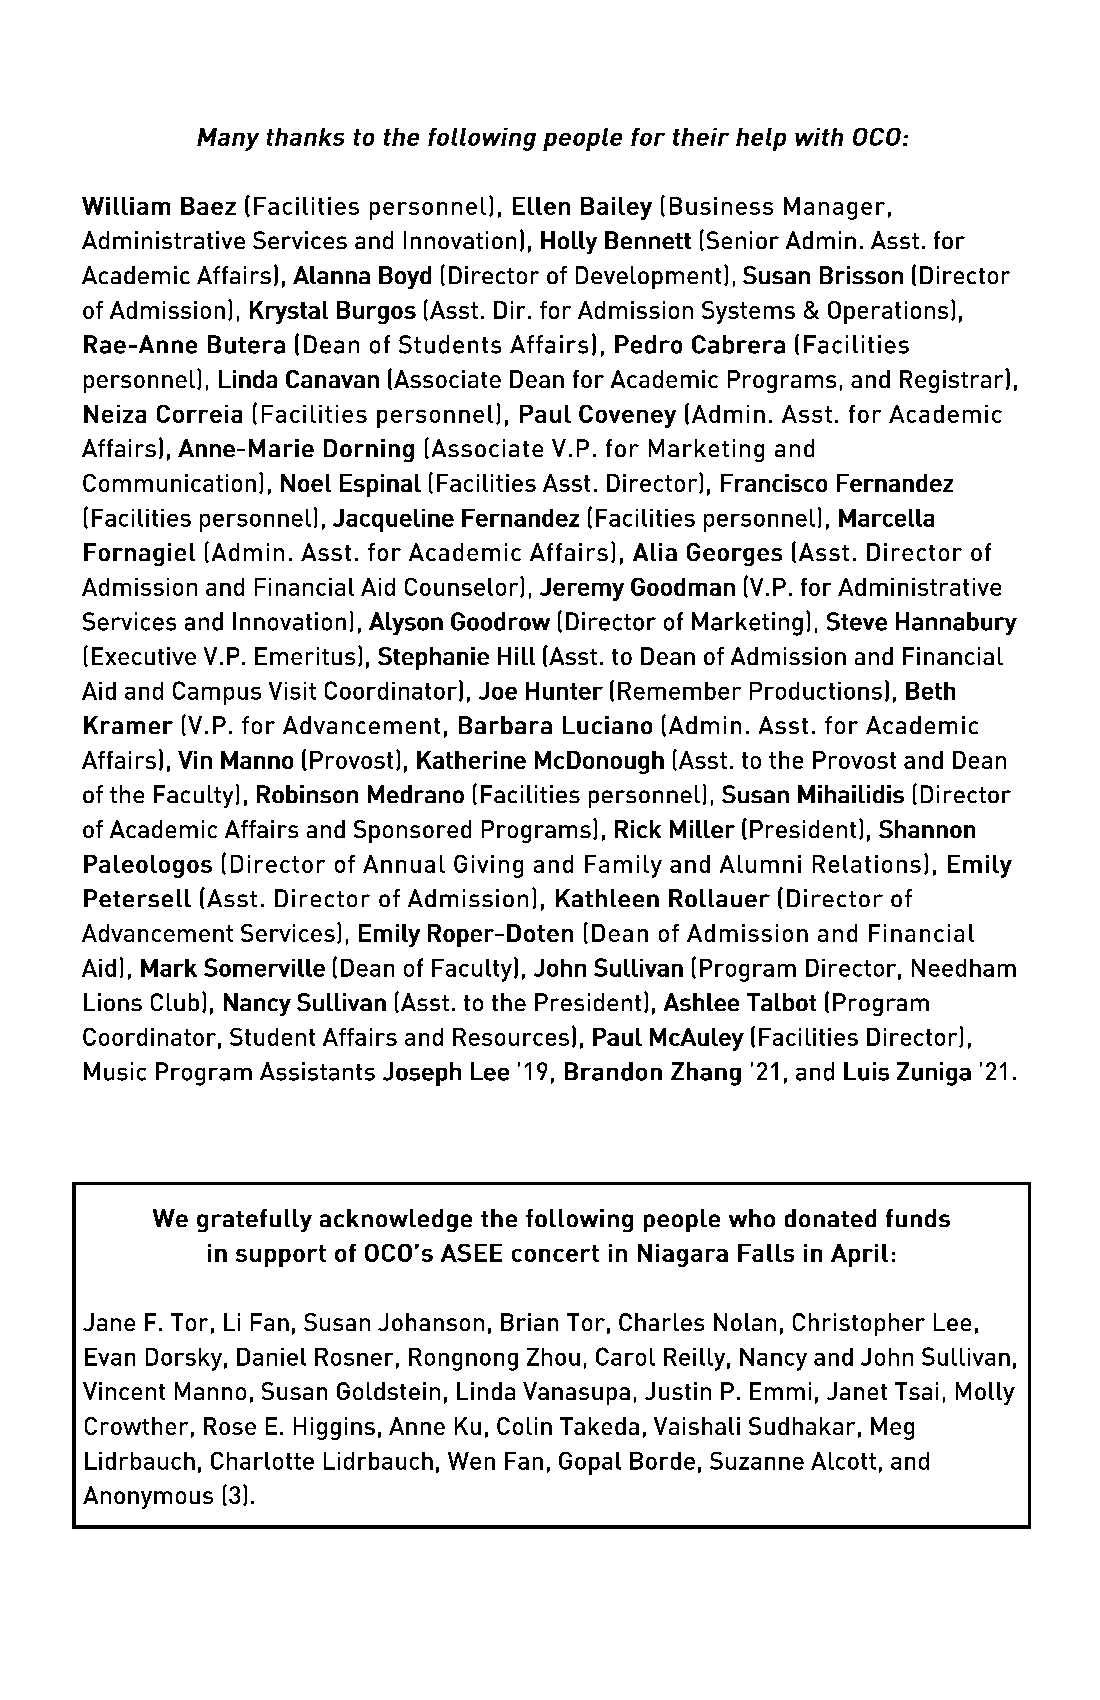 Many thanks to the following people for their help with OCO:
William Baez (Facilities personnel), Ellen Bailey (Business Manager,
Administrative Services and Innovation), Holly Bennett (Senior Admin. Asst. for
Academic Affairs), Alanna Boyd (Director of Development), Susan Brisson (Director
of Admission), Krystal Burgos (Asst. Dir. for Admission Systems & Operations),
Rae-Anne Butera (Dean of Students Affairs), Pedro Cabrera (Facilities
personnel), Linda Canavan (Associate Dean for Academic Programs, and Registrar),
Neiza Correia (Facilities personnel), Paul Coveney (Admin. Asst. for Academic
Affairs), Anne-Marie Dorning (Associate V.P. for Marketing and
Communication), Noel Espinal (Facilities Asst. Director), Francisco Fernandez
(Facilities personnel), Jacqueline Fernandez (Facilities personnel), Marcella
Fornagiel (Admin. Asst. for Academic Affairs), Alia Georges (Asst. Director of
Admission and Financial Aid Counselor), Jeremy Goodman (V.P. for Administrative
Services and Innovation), Alyson Goodrow (Director of Marketing), Steve Hannabury
(Executive V.P. Emeritus), Stephanie Hill (Asst. to Dean of Admission and Financial
Aid and Campus Visit Coordinator), Joe Hunter (Remember Productions), Beth
Kramer (V.P. for Advancement, Barbara Luciano (Admin. Asst. for Academic
Affairs), Vin Manno (Provost), Katherine McDonough (Asst. to the Provost and Dean
of the Faculty), Robinson Medrano (Facilities personnel), Susan Mihailidis (Director
of Academic Affairs and Sponsored Programs), Rick Miller (President), Shannon
Paleologos (Director of Annual Giving and Family and Alumni Relations), Emily
Petersell (Asst. Director of Admission), Kathleen Rollauer (Director of
Advancement Services), Emily Roper-Doten (Dean of Admission and Financial
Aid), Mark Somerville (Dean of Faculty), John Sullivan (Program Director, Needham
Lions Club), Nancy Sullivan (Asst. to the President), Ashlee Talbot (Program
Coordinator, Student Affairs and Resources), Paul McAuley (Facilities Director),
Music Program Assistants Joseph Lee '19, Brandon Zhang '21, and Luis Zuniga '21.
We gratefully acknowledge the following people who donated funds
in support of OCO's ASEE concert in Niagara Falls in April:
Jane F. Tor, Li Fan, Susan Johanson, Brian Tor, Charles Nolan, Christopher Lee,
Evan Dorsky, Daniel Rosner, Rongnong Zhou, Carol Reilly, Nancy and John Sullivan,
Vincent Manno, Susan Goldstein, Linda Vanasupa, Justin P. Emmi, Janet Tsai, Molly
Crowther, Rose E. Higgins, Anne Ku, Colin Takeda, Vaishali Sudhakar, Meg
Lidrbauch, Charlotte Lidrbauch, Wen Fan, Gopal Borde, Suzanne Alcott, and
Anonymous (3).